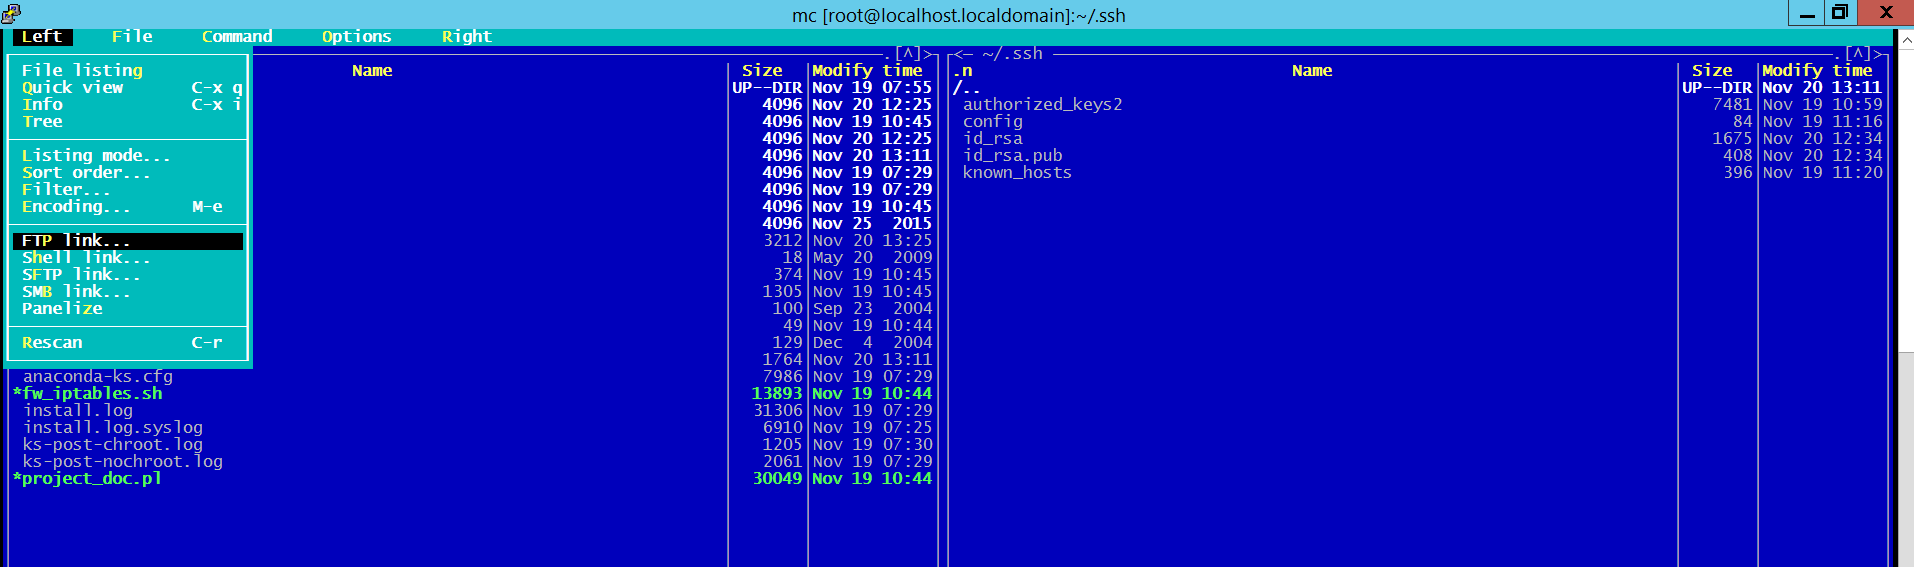 mc [root@localhost.localdomain]:~/.ssh
Left File Command Options Right
.[^]> <— ~/.ssh .[^]>
File listing Name Size Modify time .n Name Size Modify time
Quick view C-x q UP--DIR Nov 19 07:55 /.. UP--DIR Nov 20 13:11
Info C-x i 4096 Nov 20 12:25 authorized_keys2 7481 Nov 19 10:59
Tree 4096 Nov 19 10:45 config 84 Nov 19 11:16
4096 Nov 20 12:25 id_rsa 1675 Nov 20 12:34
Listing mode... 4096 Nov 20 13:11 id_rsa.pub 408 Nov 20 12:34
Sort order... 4096 Nov 19 07:29 known_hosts 396 Nov 19 11:20
Filter... 4096 Nov 19 07:29
Encoding... M-e 4096 Nov 19 10:45
4096 Nov 25 2015
FTP link... 3212 Nov 20 13:25
Shell link... 18 May 20 2009
SFTP link... 374 Nov 19 10:45
SMB link... 1305 Nov 19 10:45
Panelize 100 Sep 23 2004
49 Nov 19 10:44
Rescan C-r 129 Dec 4 2004
1764 Nov 20 13:11
anaconda-ks.cfg 7986 Nov 19 07:29
*fw_iptables.sh 13893 Nov 19 10:44
install.log 31306 Nov 19 07:29
install.log.syslog 6910 Nov 19 07:25
ks-post-chroot.log 1205 Nov 19 07:30
ks-post-nochroot.log 2061 Nov 19 07:29
*project_doc.pl 30049 Nov 19 10:44